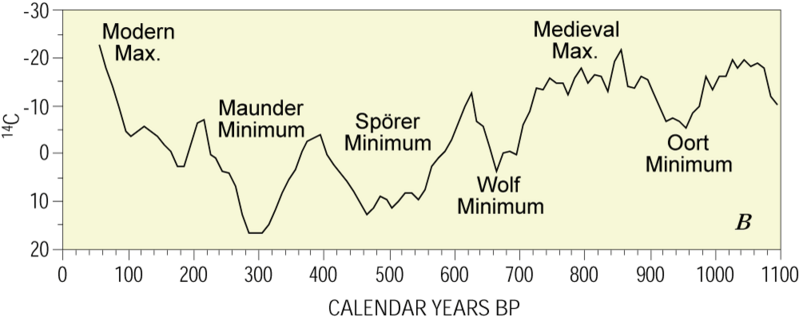 -30
-20
-10
0
10
20
14C
Modern
Max.
Maunder
Minimum
Spörer
Minimum
Wolf
Minimum
Medieval
Max.
Oort
Minimum
B
0 100 200 300 400 500 600 700 800 900 1000 1100
CALENDAR YEARS BP